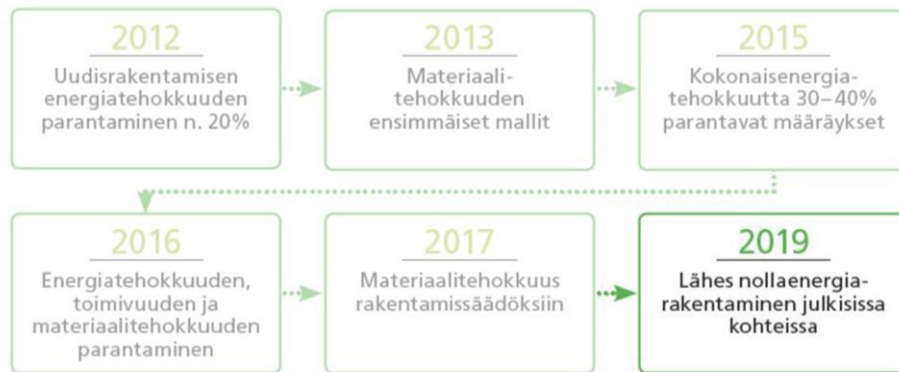 2012
Uudisrakentamisen
energiatehokkuuden
parantaminen n. 20%
2013
Materiaali-
tehokkuuden
ensimmäiset mallit
2015
Kokonaisenergia-
tehokkuutta 30–40%
parantavat määräykset
2016
Energiatehokkuuden,
toimivuuden ja
materiaalitehokkuuden
parantaminen
2017
Materiaalitehokkuus
rakentamissäädöksiin
2019
Lähes nollaenergia-
rakentaminen julkisissa
kohteissa